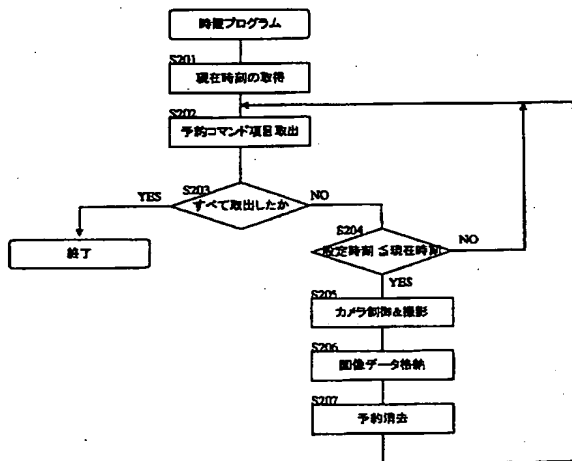 時間プログラム
S201
現在時刻の取得
S202
予約コマンド項目取出
S203
すべて取出したか
YES
NO
終了
S204
設定時刻≦現在時刻
NO
YES
S205
カメラ制御&撮影
S206
画像データ格納
S207
予約消去